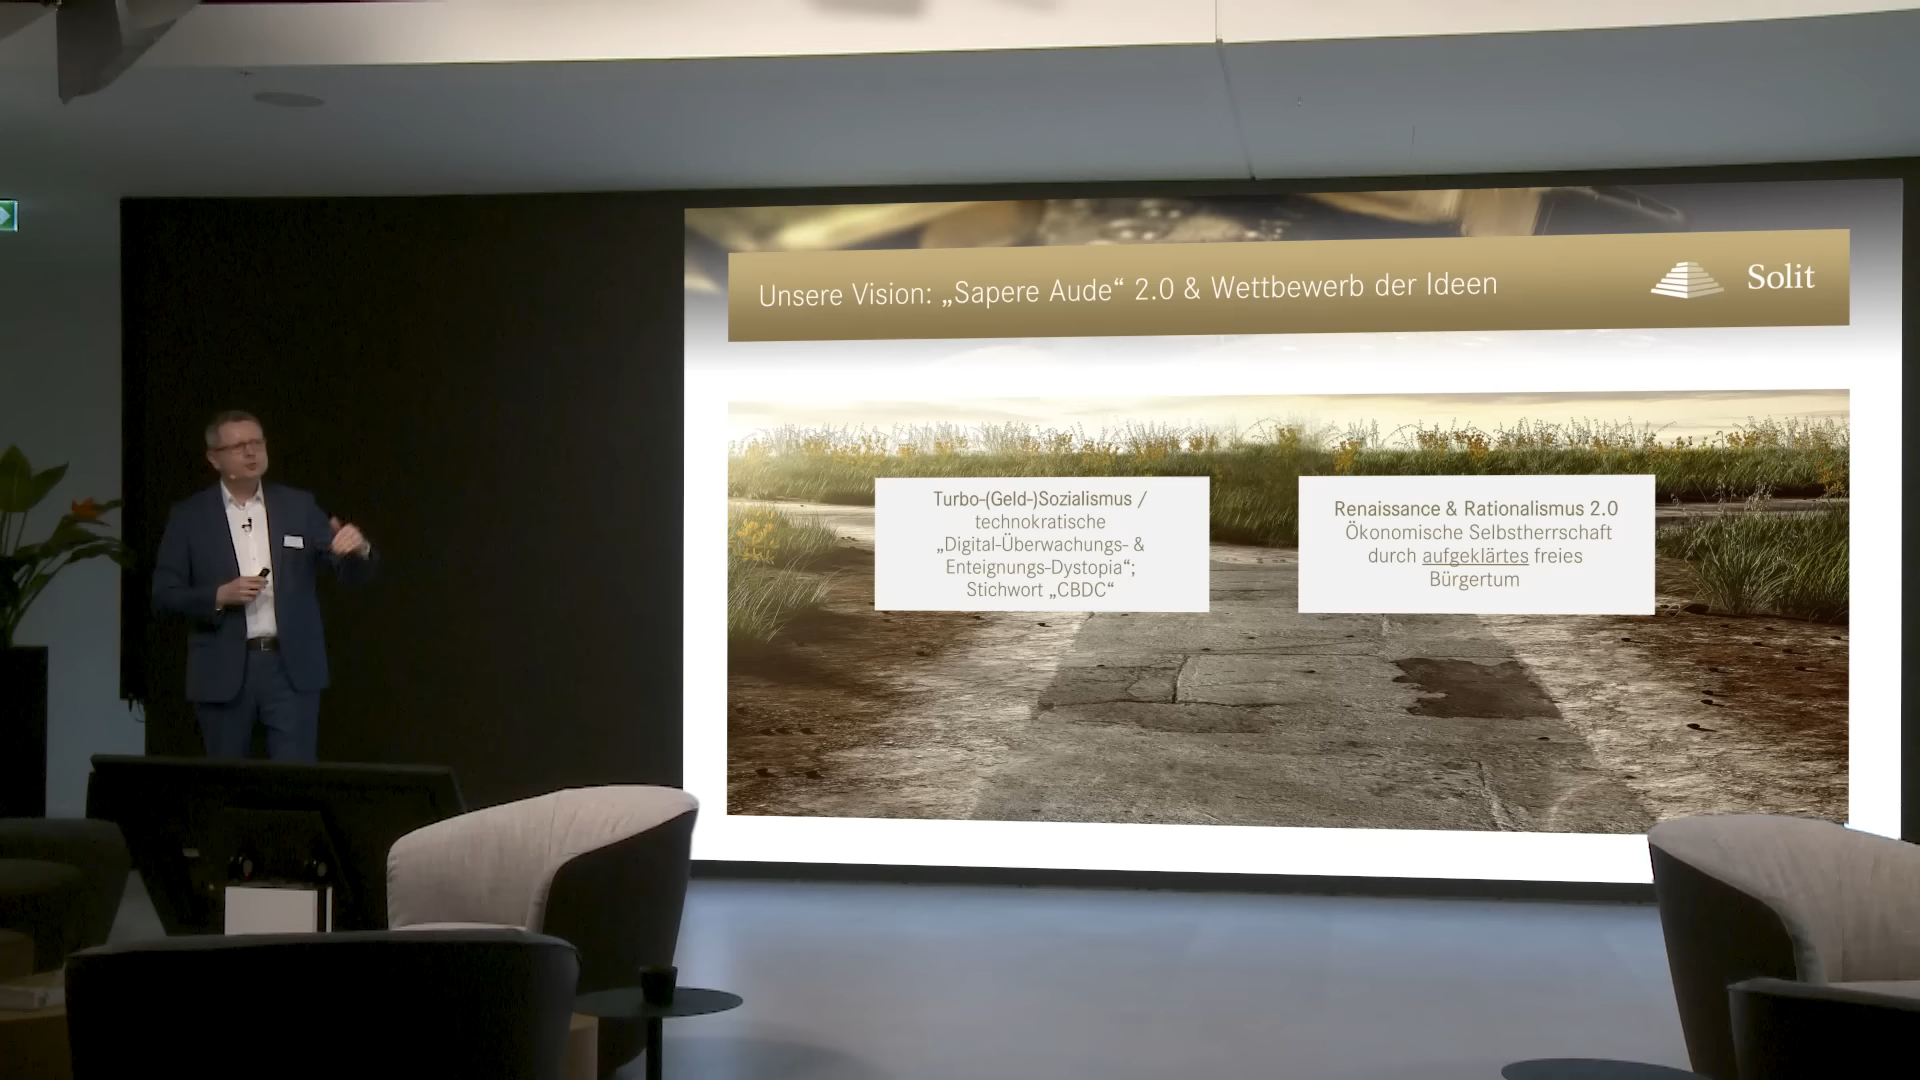 Unsere Vision: „Sapere Aude“ 2.0 & Wettbewerb der Ideen
Solit
Turbo-(Geld-)Sozialismus /
technokratische
„Digital-Überwachungs- &
Enteignungs-Dystopia“;
Stichwort „CBDC“
Renaissance & Rationalismus 2.0
Ökonomische Selbstherrschaft
durch aufgeklärtes freies
Bürgertum